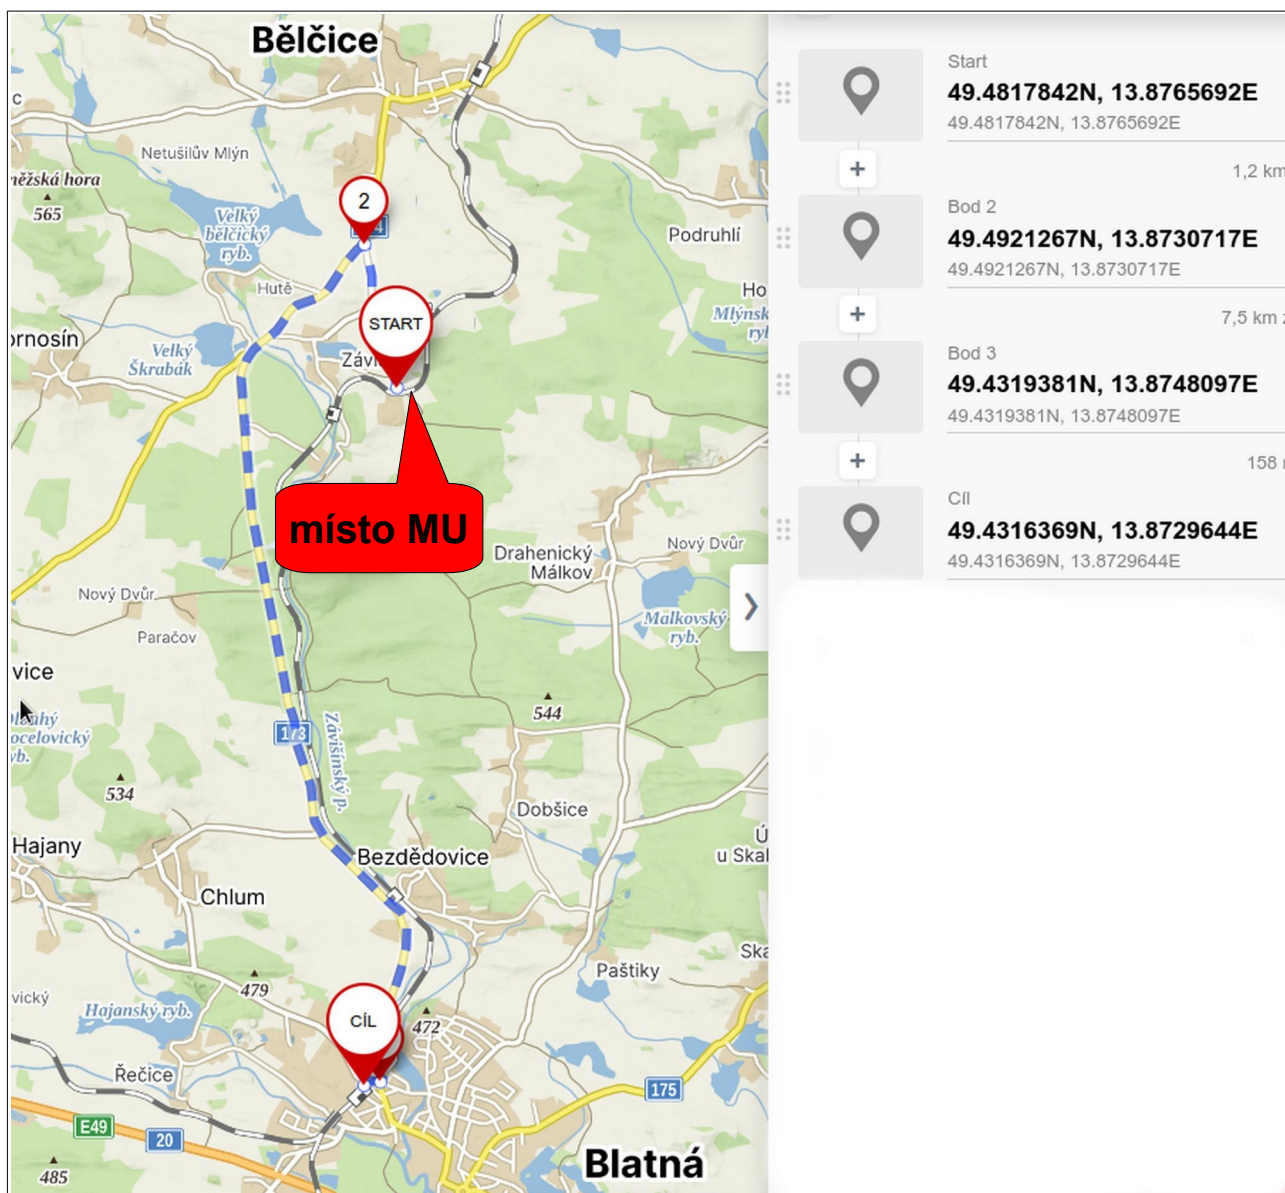 Bělčice
c
Netušilův Mlýn
565
2
Velký
bělčický
ryb.
Podruhlí
Hutě
Ho
START
Velký
Škrabák
místo MU
Drahenický
Málkov
Nový Dvůr
Nový Dvůr
Malkovský
ryb.
Paračov
vice
544
173
Závišínský p.
534
Dobšice
Hajany
Bezdědovice
u Skal
Chlum
Ska
Paštiky
479
vický
Hajanský ryb.
CÍL
472
Řečice
175
E49
20
Blatná
485
Start
49.4817842N, 13.8765692E
49.4817842N, 13.8765692E
+
1,2 km
Bod 2
49.4921267N, 13.8730717E
49.4921267N, 13.8730717E
+
7,5 km
Bod 3
49.4319381N, 13.8748097E
49.4319381N, 13.8748097E
+
158
Cíl
49.4316369N, 13.8729644E
49.4316369N, 13.8729644E